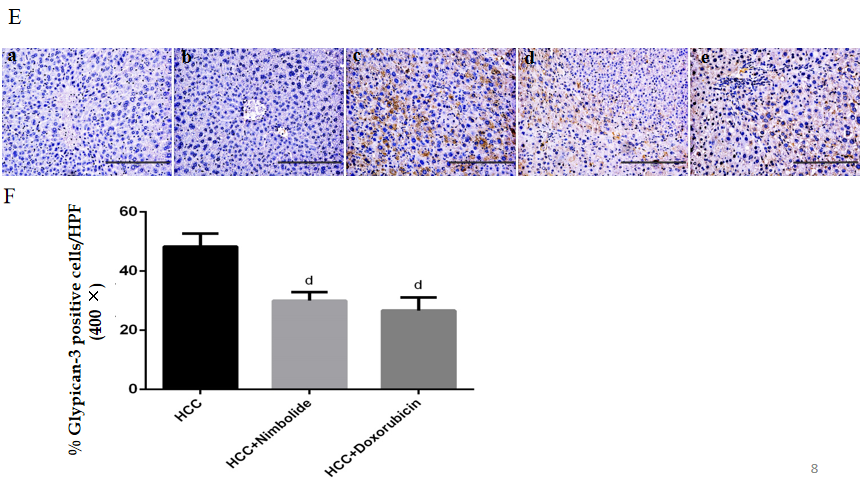 E
a b c d e
F
% Glypican-3 positive cells/HPF
(400 ×)
60
40
20
0
d d
HCC HCC+Nimbolide HCC+Doxorubicin
8